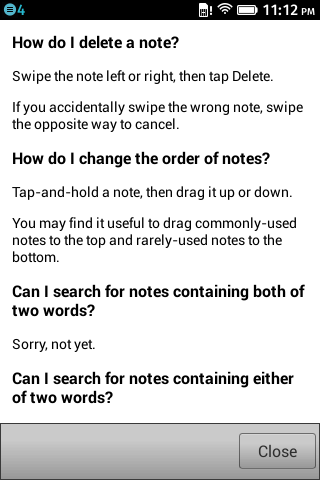 4
11:12 PM
How do I delete a note?
Swipe the note left or right, then tap Delete.
If you accidentally swipe the wrong note, swipe
the opposite way to cancel.
How do I change the order of notes?
Tap-and-hold a note, then drag it up or down.
You may find it useful to drag commonly-used
notes to the top and rarely-used notes to the
bottom.
Can I search for notes containing both of
two words?
Sorry, not yet.
Can I search for notes containing either
of two words?
Close